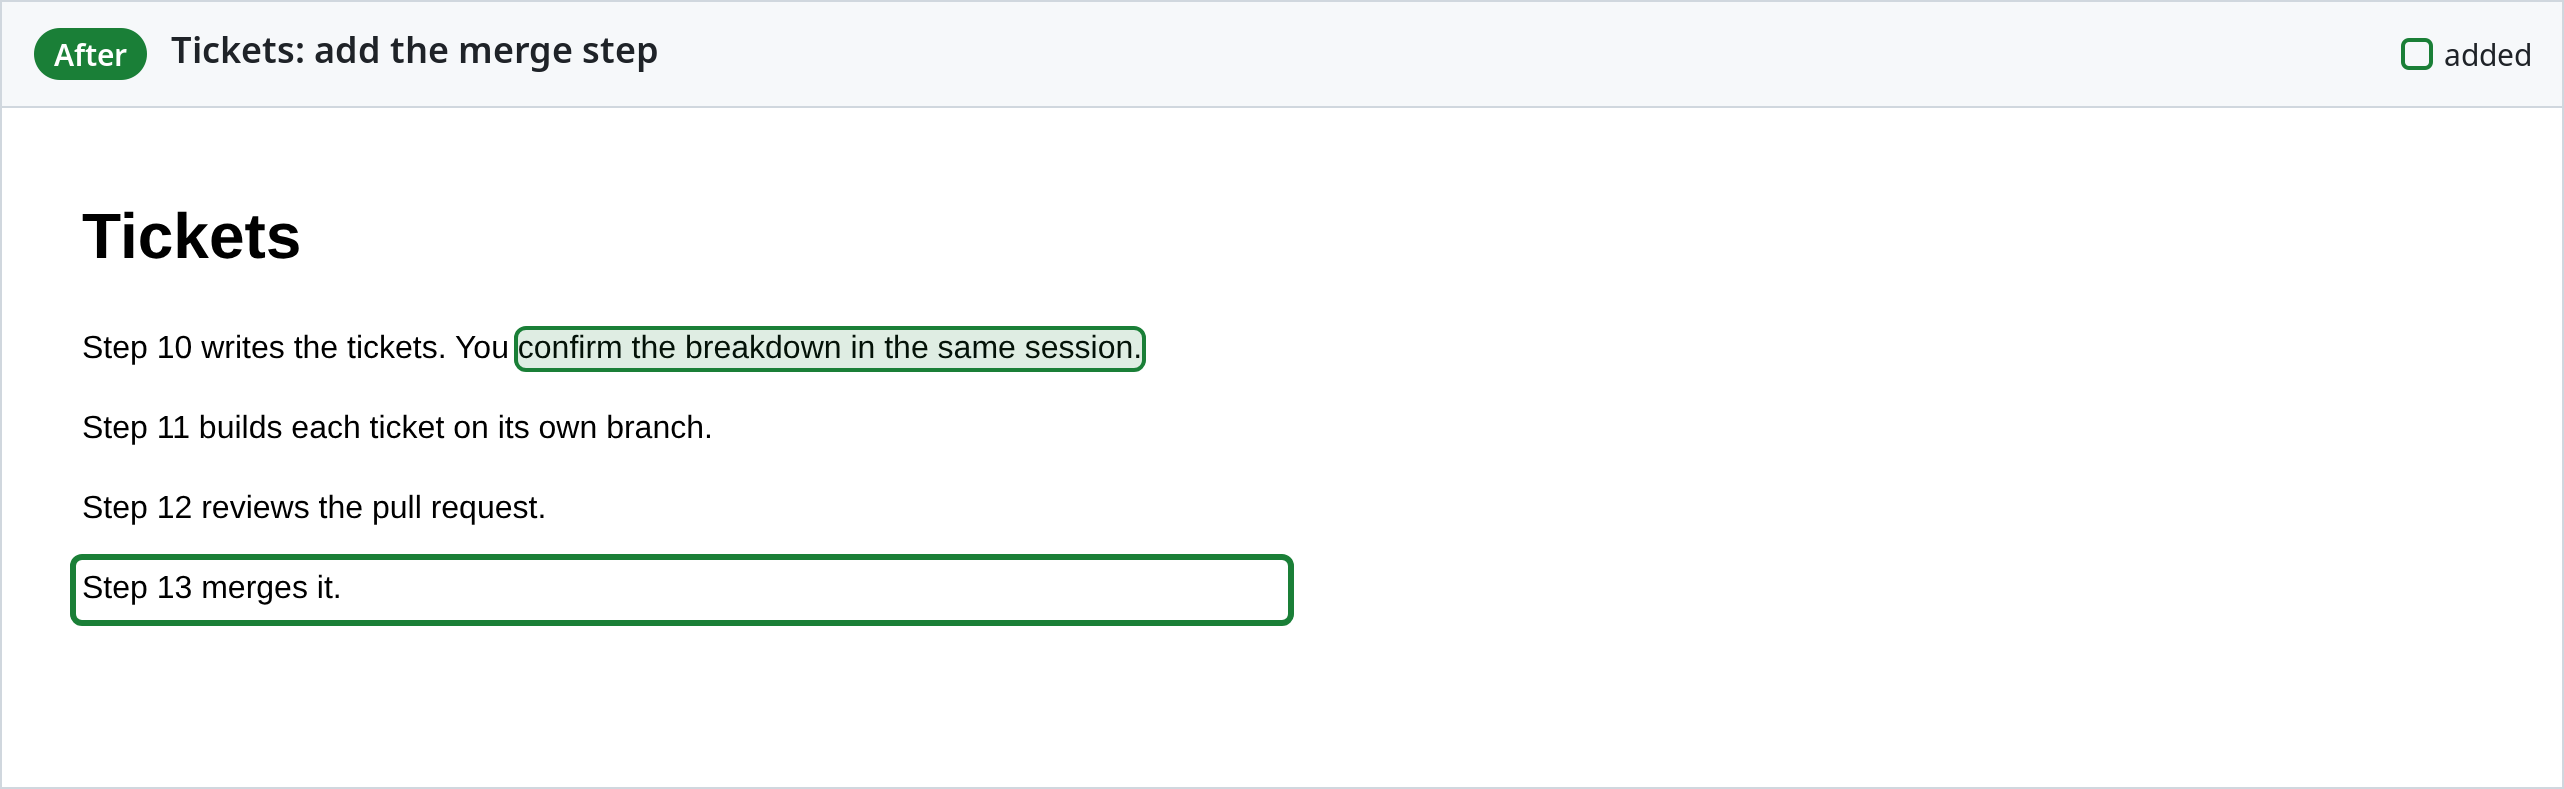 After Tickets: add the merge step added
Tickets
Step 10 writes the tickets. You confirm the breakdown in the same session.
Step 11 builds each ticket on its own branch.
Step 12 reviews the pull request.
Step 13 merges it.